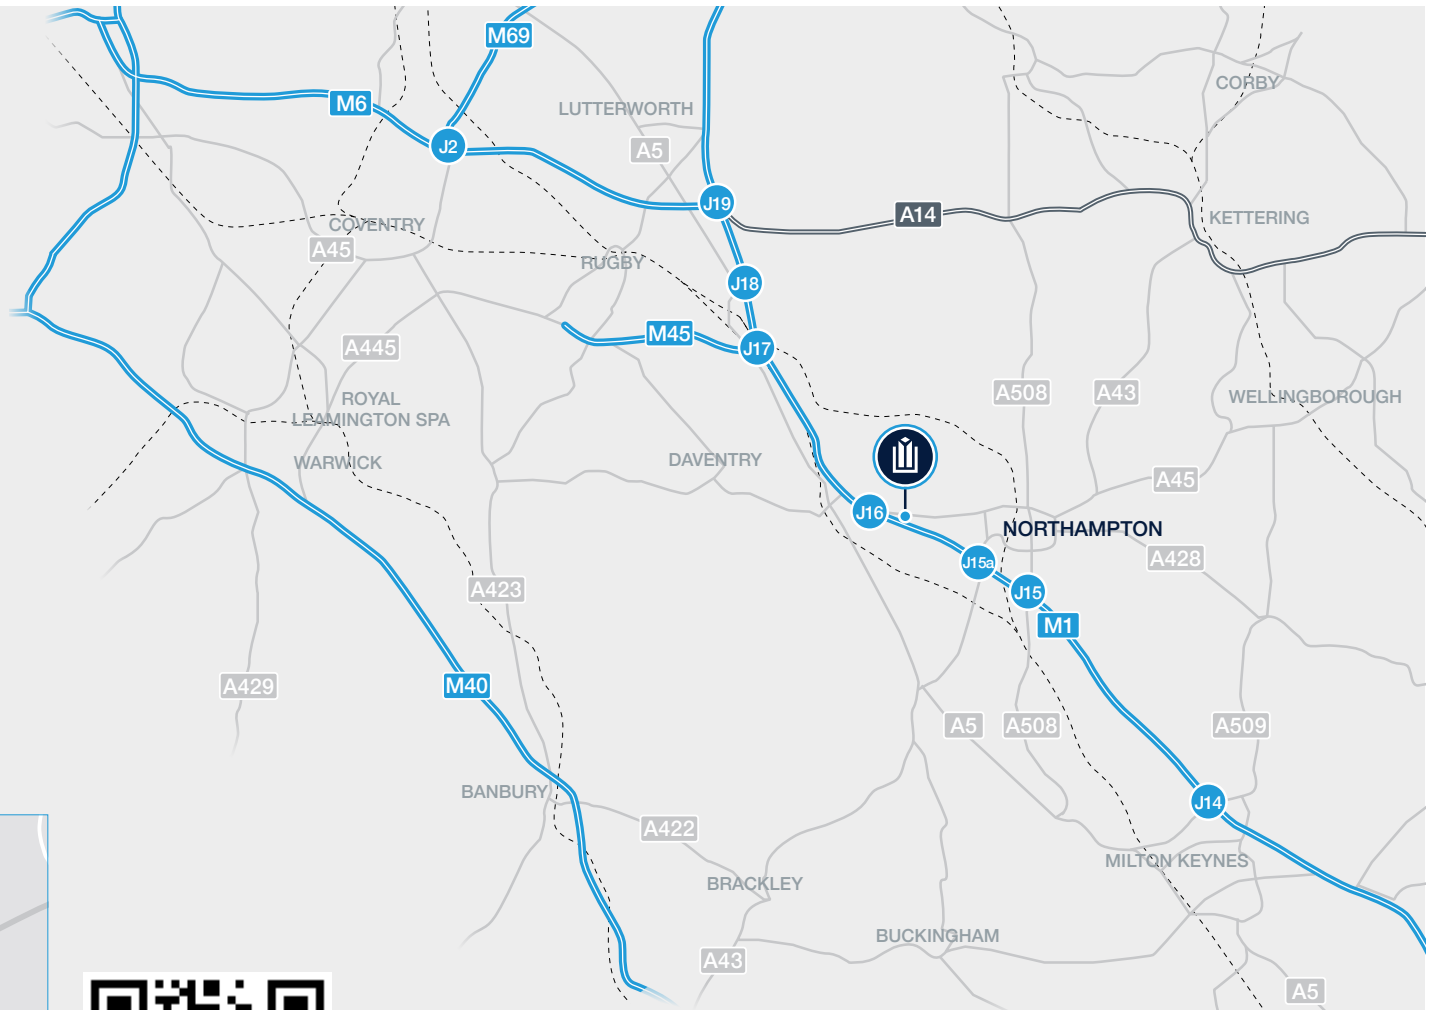 M69
CORBY
M6
LUTTERWORTH
J2
A5
J19
A14
KETTERING
COVENTRY
A45
RUGBY
J18
M45
J17
A445
ROYAL
LEAMINGTON SPA
A508
A43
WELLINGBOROUGH
WARWICK
DAVENTRY
A45
J16
NORTHAMPTON
J15a
A428
A423
J15
M1
A429
M40
A5
A508
A509
BANBURY
J14
A422
MILTON KEYNES
BRACKLEY
BUCKINGHAM
A43
A5